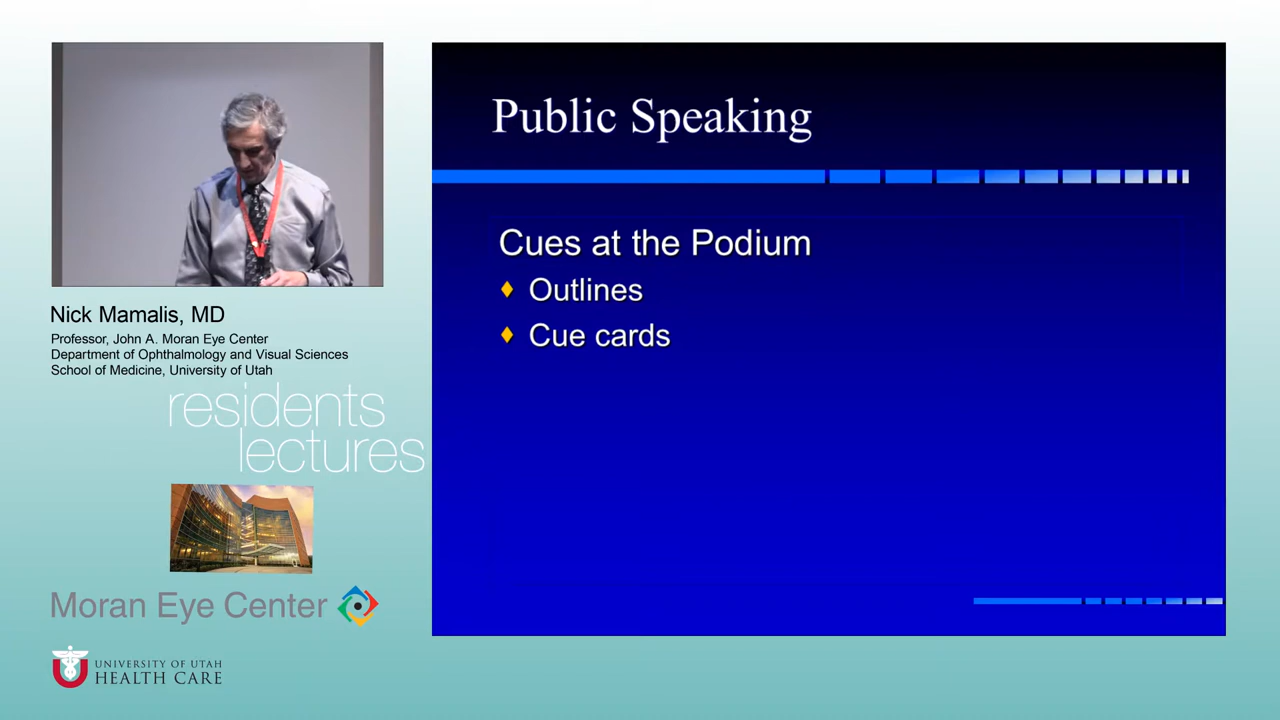 Public Speaking
Cues at the Podium
Outlines
Cue cards
Nick Mamalis, MD
Professor, John A. Moran Eye Center
Department of Ophthalmology and Visual Sciences
School of Medicine, University of Utah
residents
lectures
Moran Eye Center
U
UNIVERSITY OF UTAH
HEALTH CARE